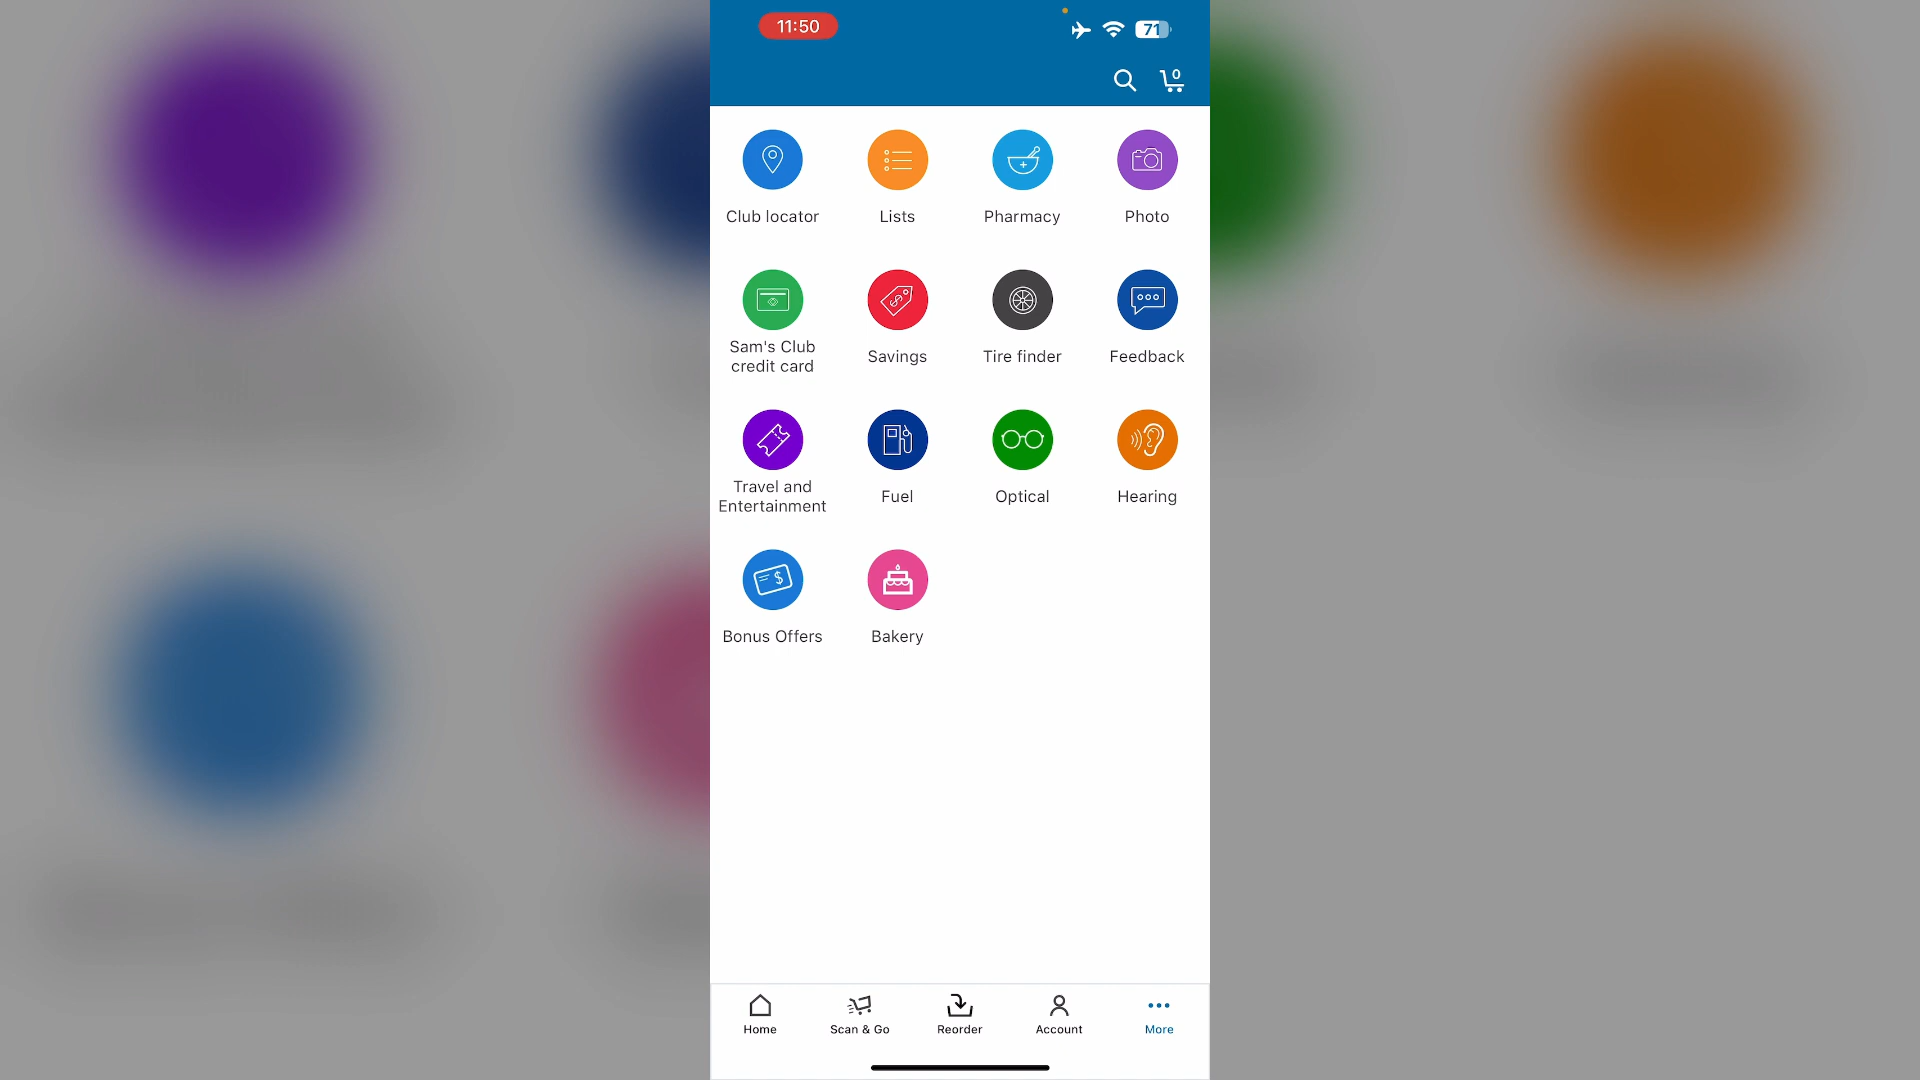 11:50
71
0
Club locator
Lists
Pharmacy
Photo
Sam's Club
credit card
Savings
Tire finder
Feedback
Travel and
Entertainment
Fuel
Optical
Hearing
Bonus Offers
Bakery
Home
Scan & Go
Reorder
Account
More